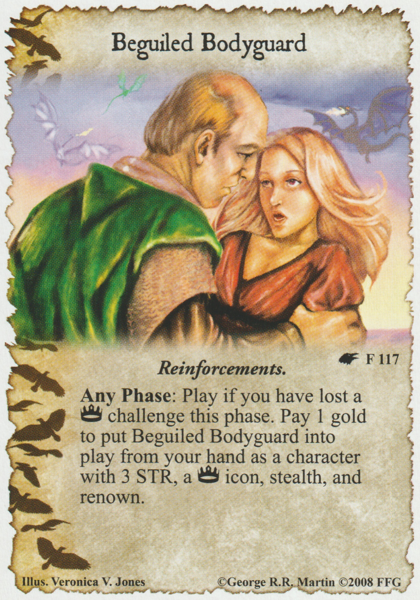 Beguiled Bodyguard
F 117
Reinforcements.
Any Phase: Play if you have lost a
challenge this phase. Pay 1 gold
to put Beguiled Bodyguard into
play from your hand as a character
with 3 STR, a icon, stealth, and
renown.
Illus. Veronica V. Jones ©George R.R. Martin ©2008 FFG